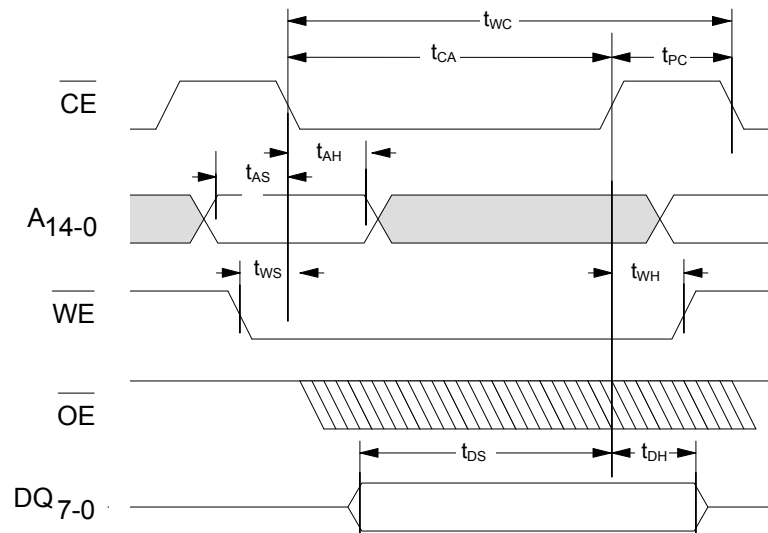 tWC
tCA
tPC
CE
tAH
tAS
A14-0
tWS
tWH
WE
OE
tDS
tDH
DQ7-0